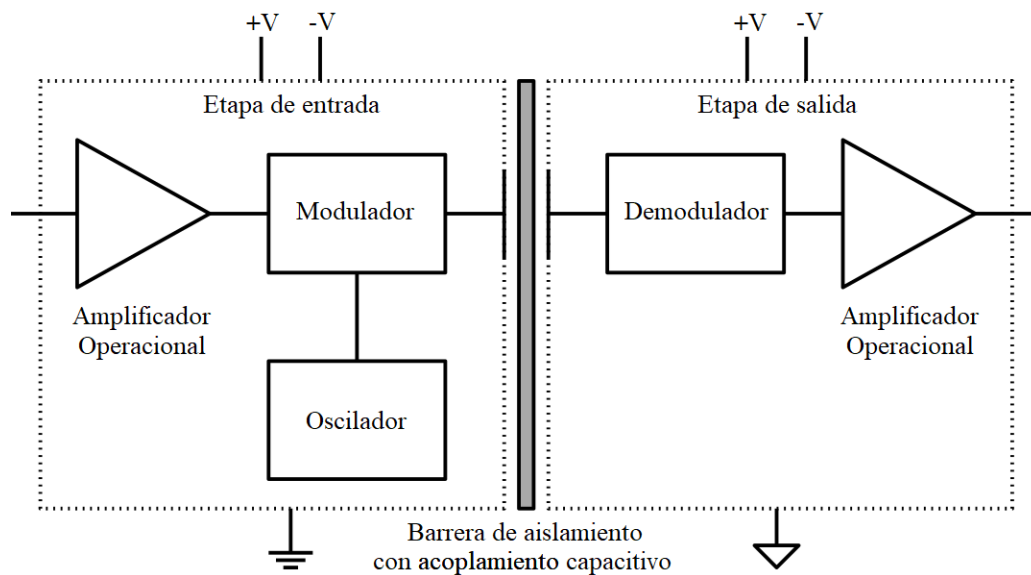 +V
-V
+V
-V
Etapa de entrada
Etapa de salida
Modulador
Demodulador
Amplificador
Operacional
Amplificador
Operacional
Oscilador
Barrera de aislamiento
con acoplamiento capacitivo